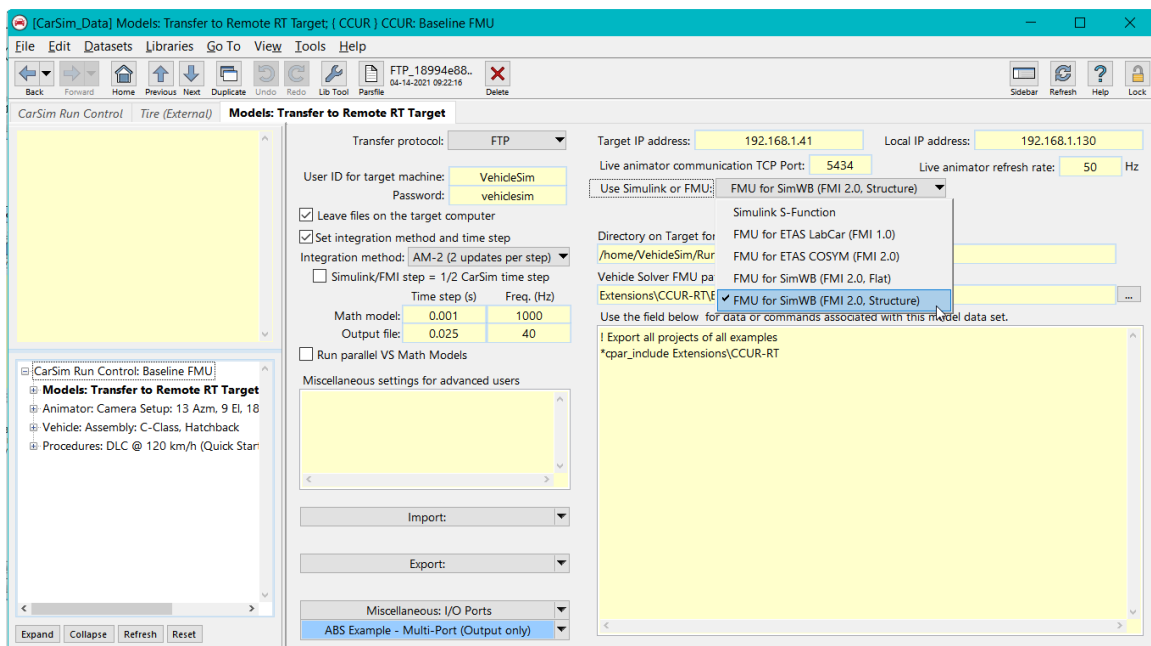 [CarSim_Data] Models: Transfer to Remote RT Target; { CCUR } CCUR: Baseline FMU
File Edit Datasets Libraries Go To View Tools Help
Back Forward Home Previous Next Duplicate Undo Redo Lib Tool Parsfile FTP_18994e88.. 04-14-2021 09:22:16 Delete Sidebar Refresh Help Lock
CarSim Run Control Tire (External) Models: Transfer to Remote RT Target
Transfer protocol: FTP
User ID for target machine: VehicleSim
Password: vehiclesim
Leave files on the target computer
Set integration method and time step
Integration method: AM-2 (2 updates per step)
Simulink/FMI step = 1/2 CarSim time step
Time step (s) Freq. (Hz)
Math model: 0.001 1000
Output file: 0.025 40
Run parallel VS Math Models
Miscellaneous settings for advanced users
Import:
Export:
Miscellaneous: I/O Ports
ABS Example - Multi-Port (Output only)
Target IP address: 192.168.1.41 Local IP address: 192.168.1.130
Live animator communication TCP Port: 5434 Live animator refresh rate: 50 Hz
Use Simulink or FMU: FMU for SimWB (FMI 2.0, Structure)
Simulink S-Function
FMU for ETAS LabCar (FMI 1.0)
FMU for ETAS COSYM (FMI 2.0)
FMU for SimWB (FMI 2.0, Flat)
FMU for SimWB (FMI 2.0, Structure)
Directory on Target for
/home/VehicleSim/Run
Vehicle Solver FMU pa
Extensions\CCUR-RT\E
...
Use the field below for data or commands associated with this model data set.
! Export all projects of all examples
*cpar_include Extensions\CCUR-RT
CarSim Run Control: Baseline FMU
Models: Transfer to Remote RT Target
Animator: Camera Setup: 13 Azm, 9 El, 18
Vehicle: Assembly: C-Class, Hatchback
Procedures: DLC @ 120 km/h (Quick Star
Expand Collapse Refresh Reset